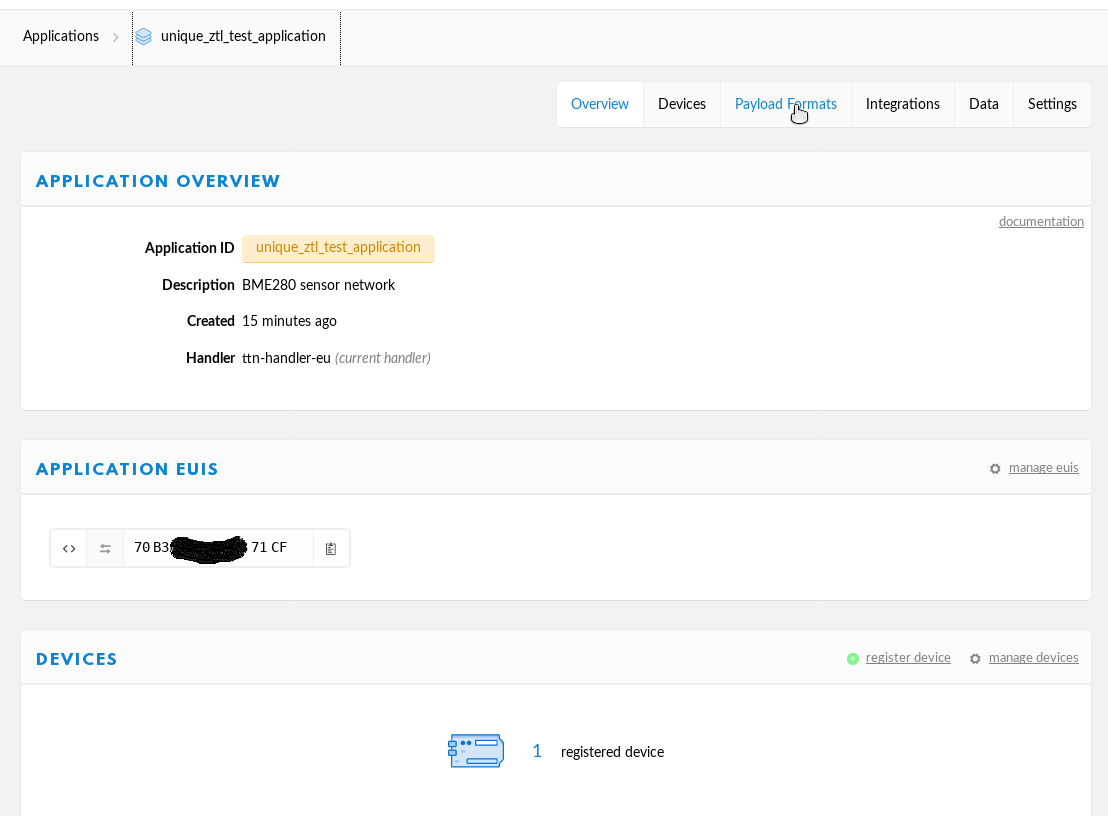 Applications unique_ztl_test_application
Overview Devices Payload Formats Integrations Data Settings
APPLICATION OVERVIEW
documentation
Application ID unique_ztl_test_application
Description BME280 sensor network
Created 15 minutes ago
Handler ttn-handler-eu (current handler)
APPLICATION EUIS
manage euis
70 B3 71 CF
DEVICES
register device manage devices
1 registered device